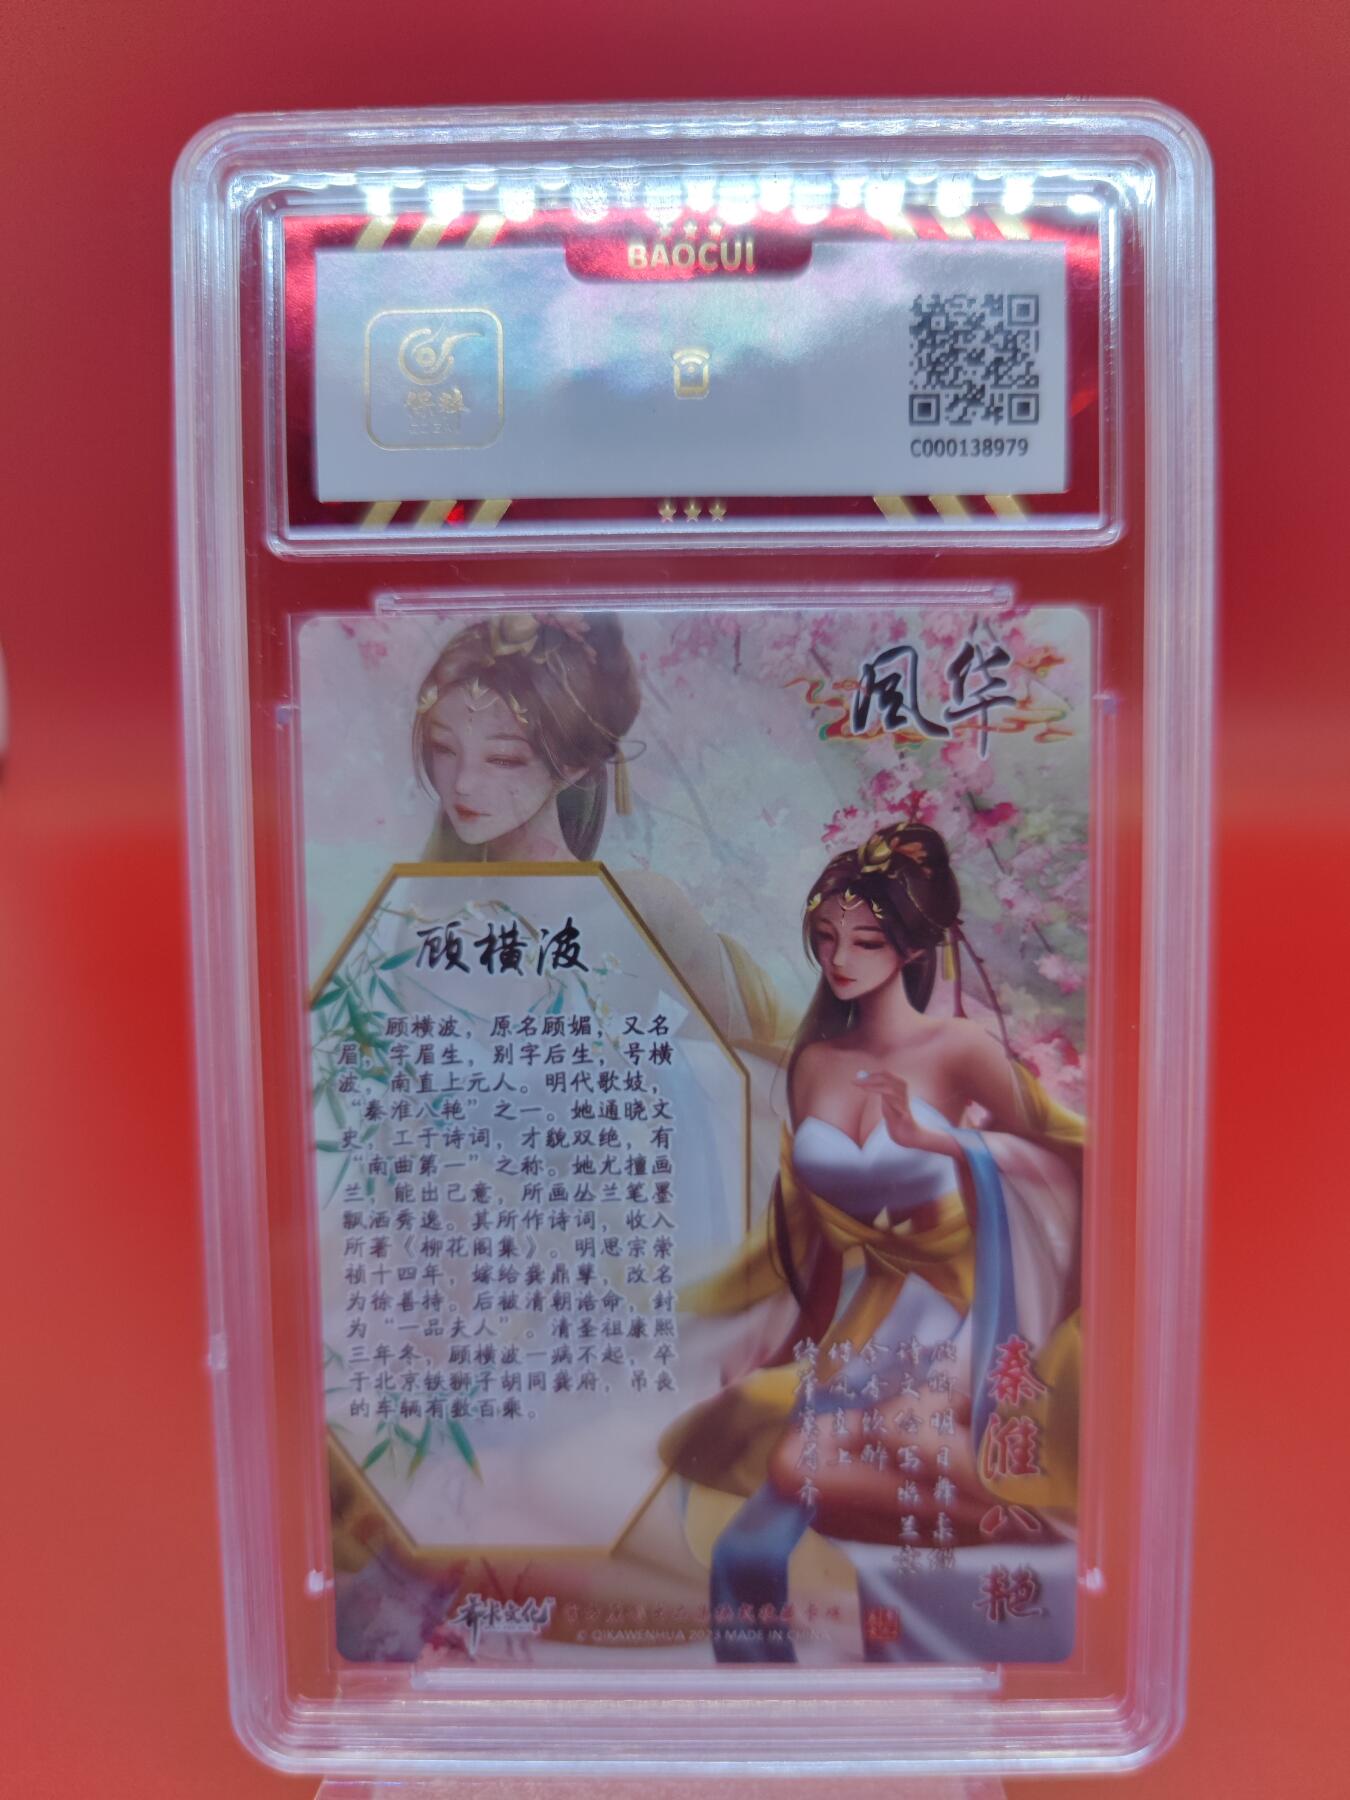 BAOCUI
保粹
C000138979
风华
顾横波
顾横波，原名顾媚，又名
眉，字眉生，别字后生，号横
波，南直上元人。明代歌妓，
“秦淮八艳”之一。她通晓文
史，工于诗词，才貌双绝，有
“南曲第一”之称。她尤擅画
兰，能出己意，所画丛兰笔墨
飘洒秀逸。其所作诗词，收入
所著《柳花阁集》。明思宗崇
祯十四年，嫁给龚鼎孳，改名
为徐善持。后被清朝诰命，封
为“一品夫人”。清圣祖康熙
三年冬，顾横波一病不起，卒
于北京铁狮子胡同龚府，吊丧
的车辆有数百乘。
秦淮八艳
奇卡文化
© QIKAWENHUA 2023 MADE IN CHINA